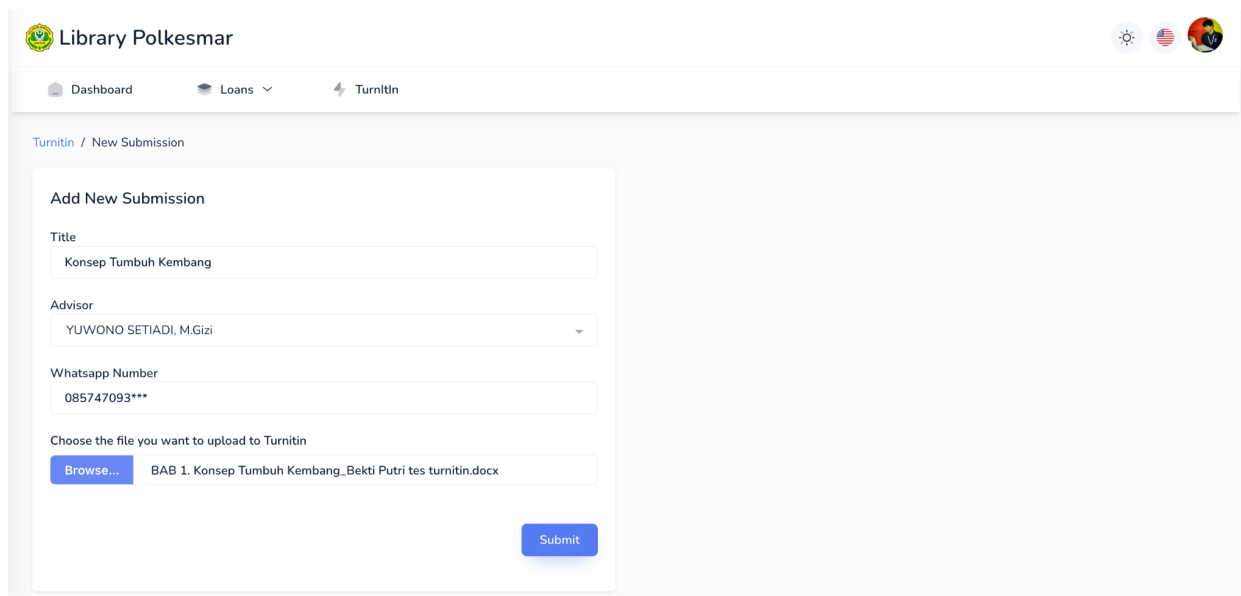 Library Polkesmar
Dashboard Loans TurnItIn
Turnitin / New Submission
Add New Submission
Title
Konsep Tumbuh Kembang
Advisor
YUWONO SETIADI, M.Gizi
Whatsapp Number
085747093***
Choose the file you want to upload to Turnitin
Browse... BAB 1. Konsep Tumbuh Kembang_Bekti Putri tes turnitin.docx
Submit